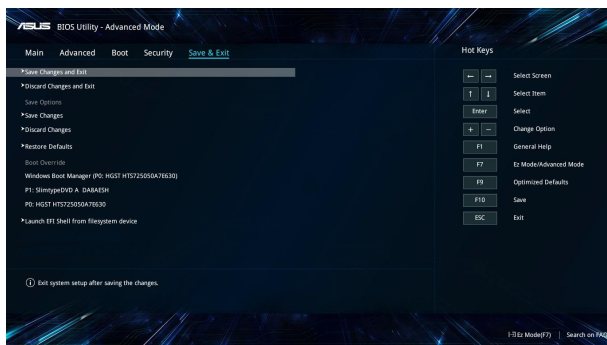 ASUS BIOS Utility - Advanced Mode
Main Advanced Boot Security Save & Exit
Save Changes and Exit
Discard Changes and Exit
Save Options
Save Changes
Discard Changes
Restore Defaults
Boot Override
Windows Boot Manager (P0: HGST HTS725050A7E630)
P1: SlimtypeDVD A DA8AESH
P0: HGST HTS725050A7E630
Launch EFI Shell from filesystem device
Exit system setup after saving the changes.
Hot Keys
← → Select Screen
↑ ↓ Select Item
Enter Select
+ - Change Option
F1 General Help
F7 Ez Mode/Advanced Mode
F9 Optimized Defaults
F10 Save
ESC Exit
Ez Mode(F7) | Search on FAQ